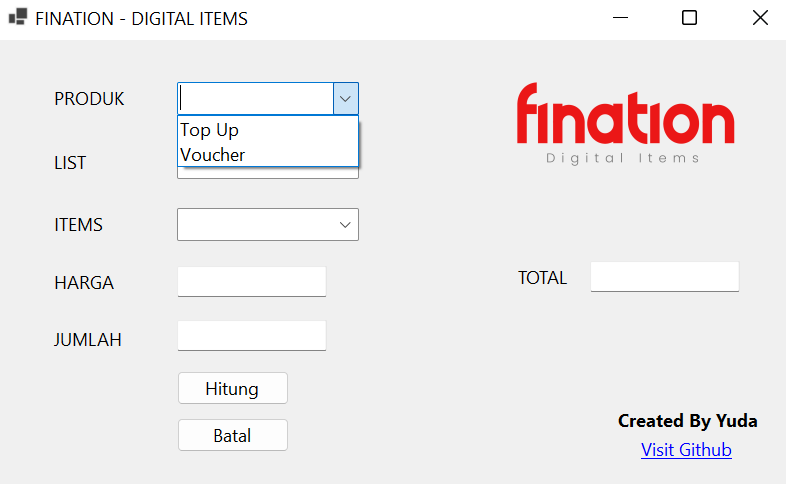 FINATION - DIGITAL ITEMS
PRODUK
Top Up
Voucher
LIST
ITEMS
HARGA
JUMLAH
Hitung
Batal
fination
Digital Items
TOTAL
Created By Yuda
Visit Github